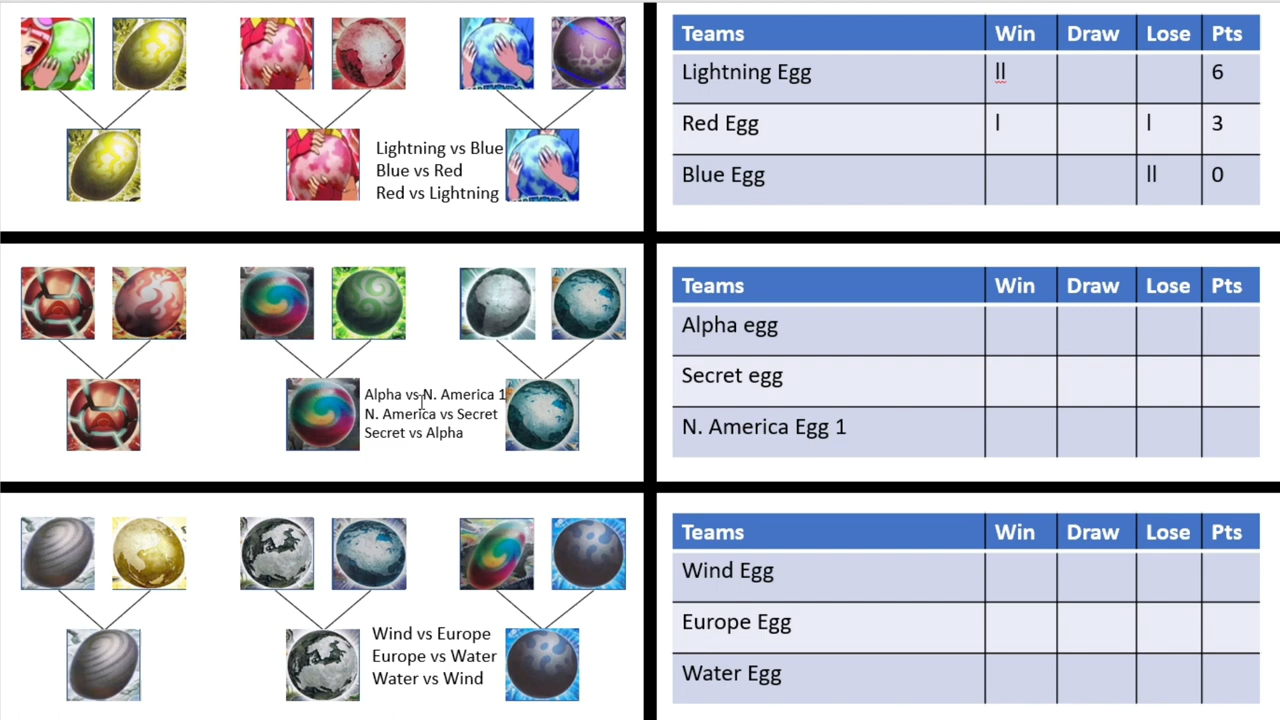 Lightning vs Blue
Blue vs Red
Red vs Lightning
Teams Win Draw Lose Pts
Lightning Egg ll 6
Red Egg l l 3
Blue Egg ll 0
Alpha vs N. America 1
N. America vs Secret
Secret vs Alpha
Teams Win Draw Lose Pts
Alpha egg
Secret egg
N. America Egg 1
Wind vs Europe
Europe vs Water
Water vs Wind
Teams Win Draw Lose Pts
Wind Egg
Europe Egg
Water Egg